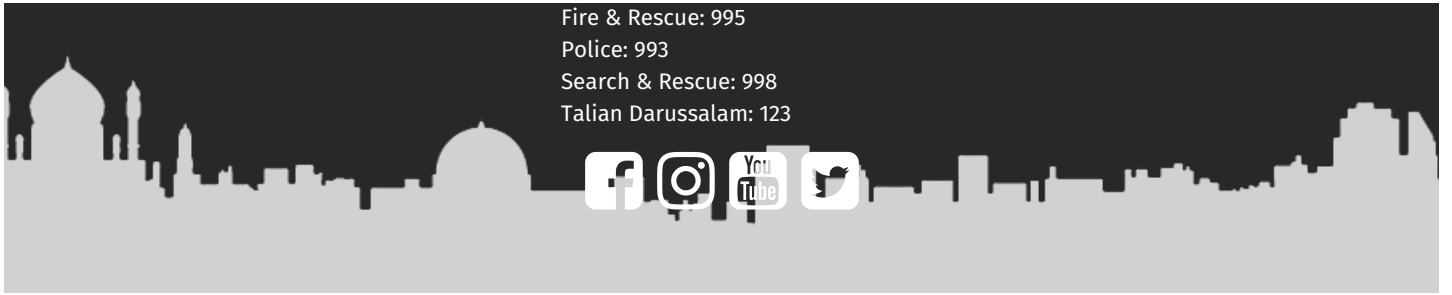 Fire & Rescue: 995
Police: 993
Search & Rescue: 998
Talian Darussalam: 123
You
Tube